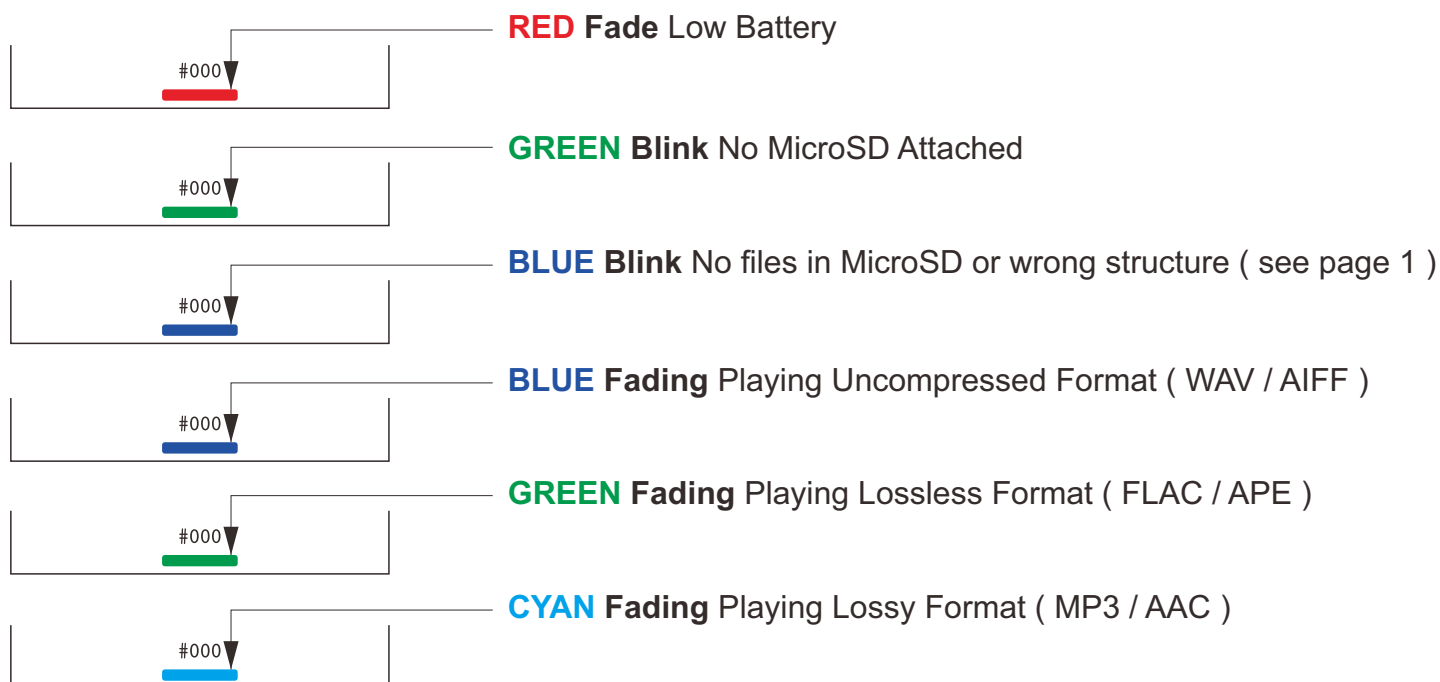 RED Fade Low Battery
#000
GREEN Blink No MicroSD Attached
#000
BLUE Blink No files in MicroSD or wrong structure ( see page 1 )
#000
BLUE Fading Playing Uncompressed Format ( WAV / AIFF )
#000
GREEN Fading Playing Lossless Format ( FLAC / APE )
#000
CYAN Fading Playing Lossy Format ( MP3 / AAC )
#000